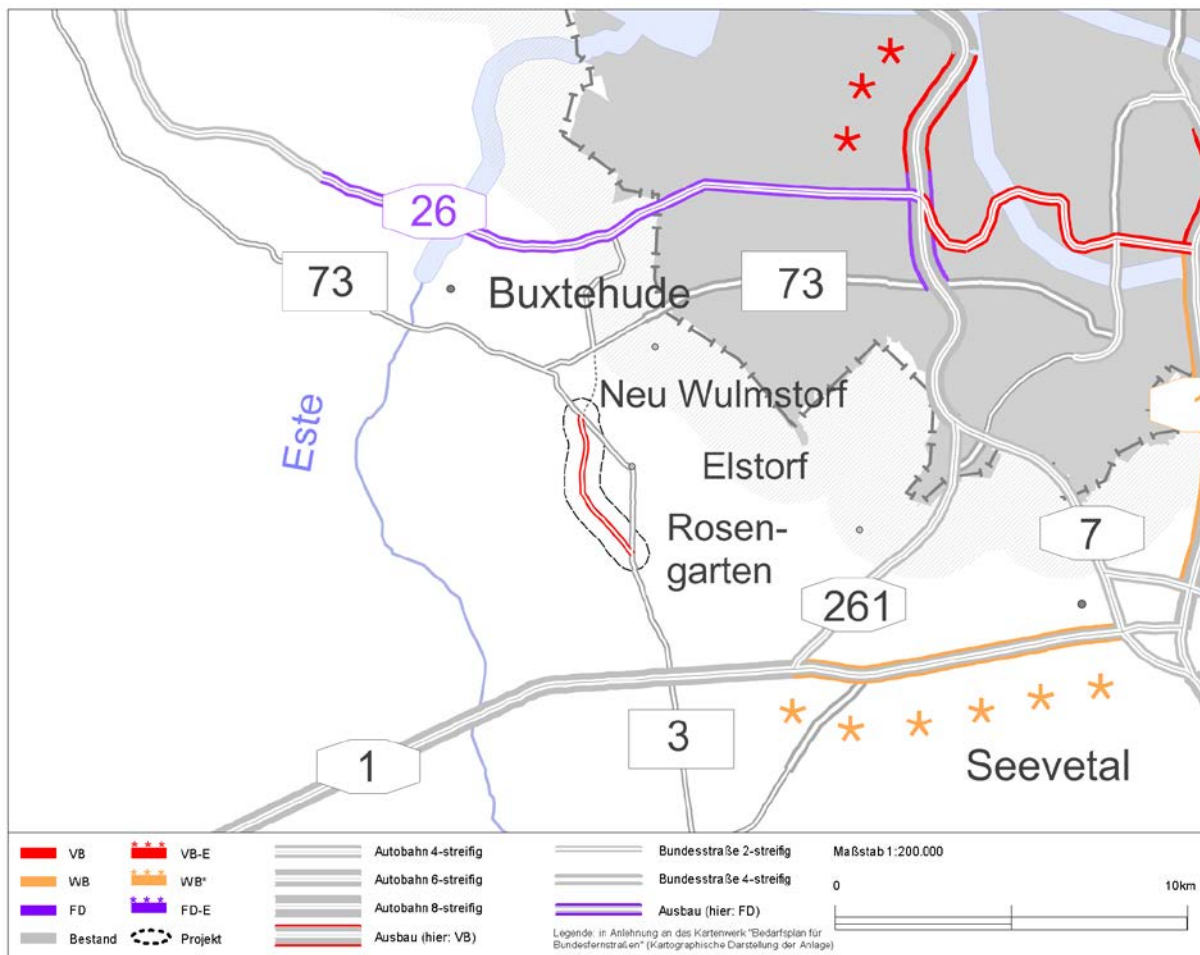 26
73
73
Buxtehude
Neu Wulmstorf
Este
Elstorf
Rosen-
garten
7
261
3
1
Seevetal
VB
VB-E
Autobahn 4-streifig
Bundesstraße 2-streifig
Maßstab 1:200.000
WB
WB*
Autobahn 6-streifig
Bundesstraße 4-streifig
0
10km
FD
FD-E
Autobahn 8-streifig
Ausbau (hier: FD)
Bestand
Projekt
Ausbau (hier: VB)
Legende: in Anlehnung an das Kartenwerk "Bedarfsplan für
Bundesfernstraßen" (Kartographische Darstellung der Anlage)